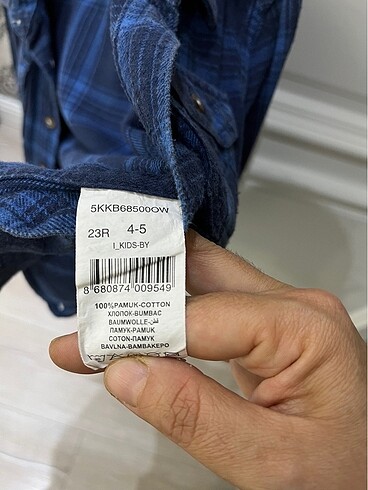 5KKB68500OW
23R 4-5
I_KIDS-BY
8 680874 009549
100%PAMUK-COTTON
ХЛОПОК-BUMBAC
BAUMWOLLE-قطن
ПАМУК-PAMUK
COTON-ПАМУК
BAVLNA-BAMBAKEPO